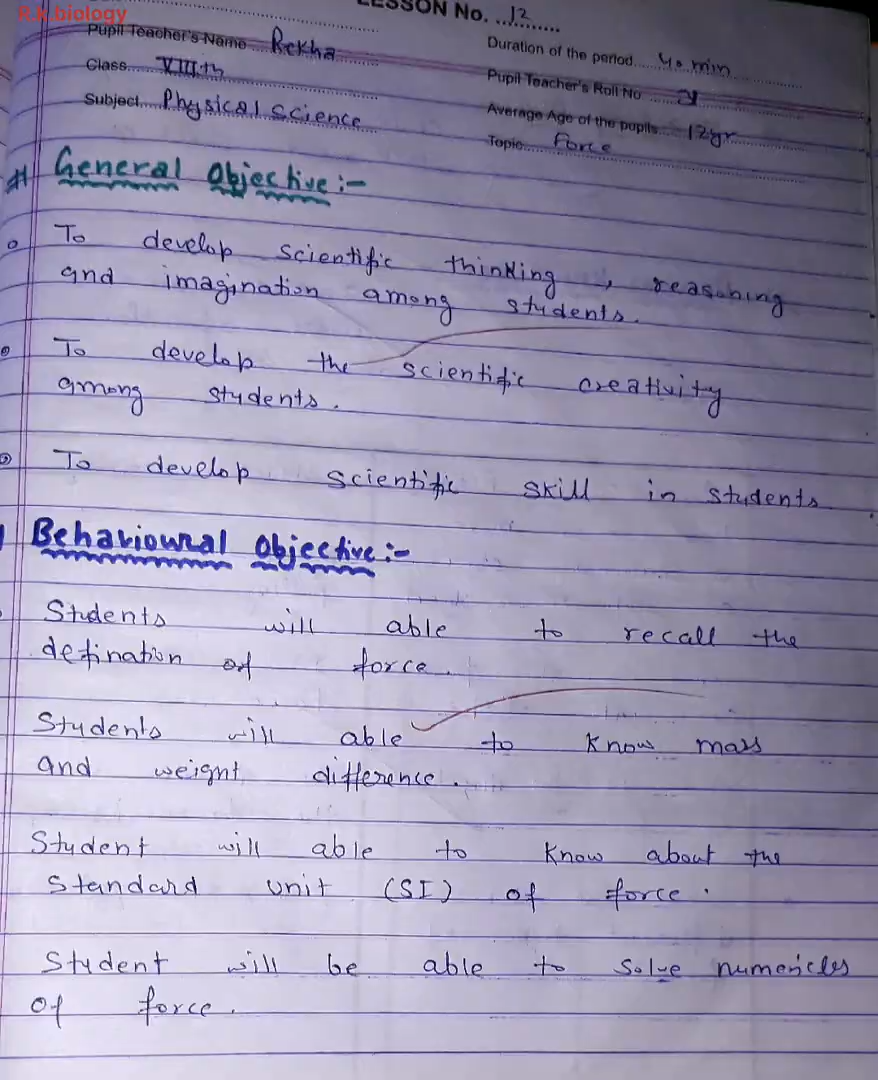 R.K.biology
LESSON No. 12
Pupil Teacher's Name Rekha
Duration of the period 40 min
Class VIIIth
Pupil Teacher's Roll No
Subject Physical Science
Average Age of the pupils 12yr
Topic Force
# General Objective:-
To develop scientific thinking, reasoning
and imagination among students.
To develop the scientific creativity
among students.
To develop scientific skill in students
Behavioural Objective:-
Students will able to recall the
defination of force.
Students will able to know mass
and weight difference.
Student will able to know about the
standard unit (SI) of force.
Student will be able to solve numericles
of force.